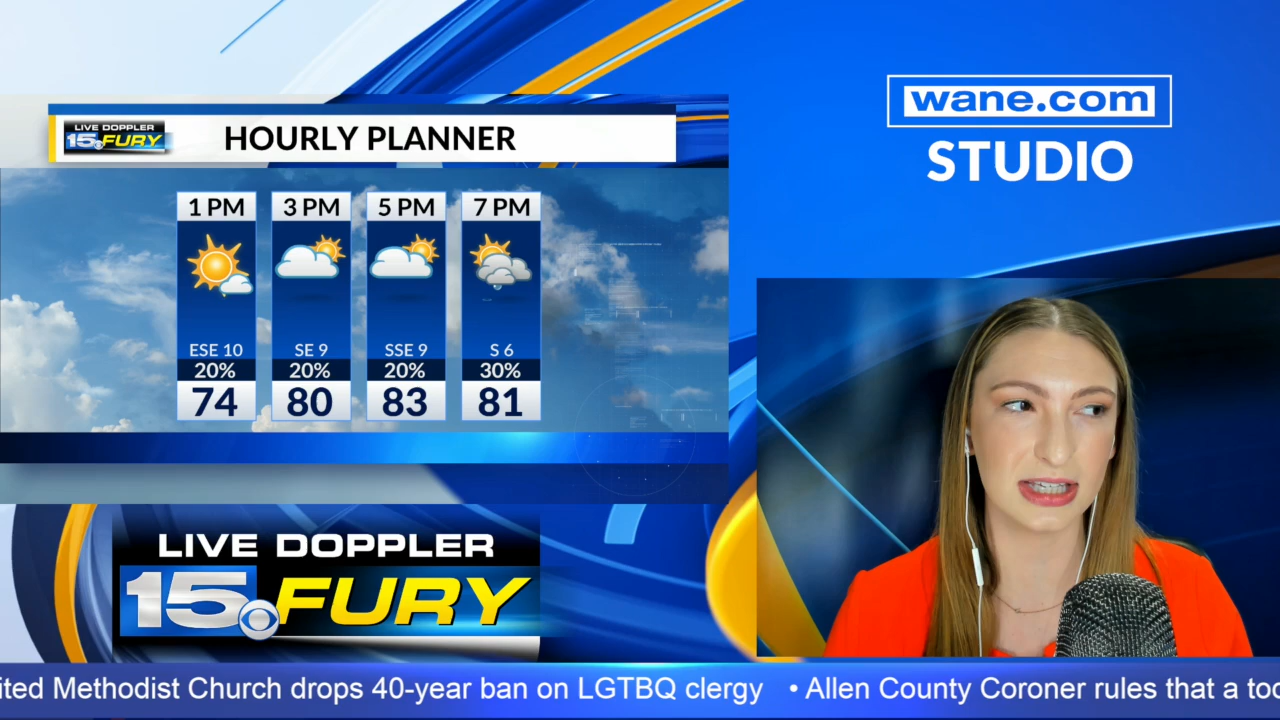 wane.com
STUDIO
LIVE DOPPLER
15 FURY
HOURLY PLANNER
1 PM 3 PM 5 PM 7 PM
ESE 10 SE 9 SSE 9 S 6
20% 20% 20% 30%
74 80 83 81
LIVE DOPPLER
15 FURY
ited Methodist Church drops 40-year ban on LGTBQ clergy • Allen County Coroner rules that a too